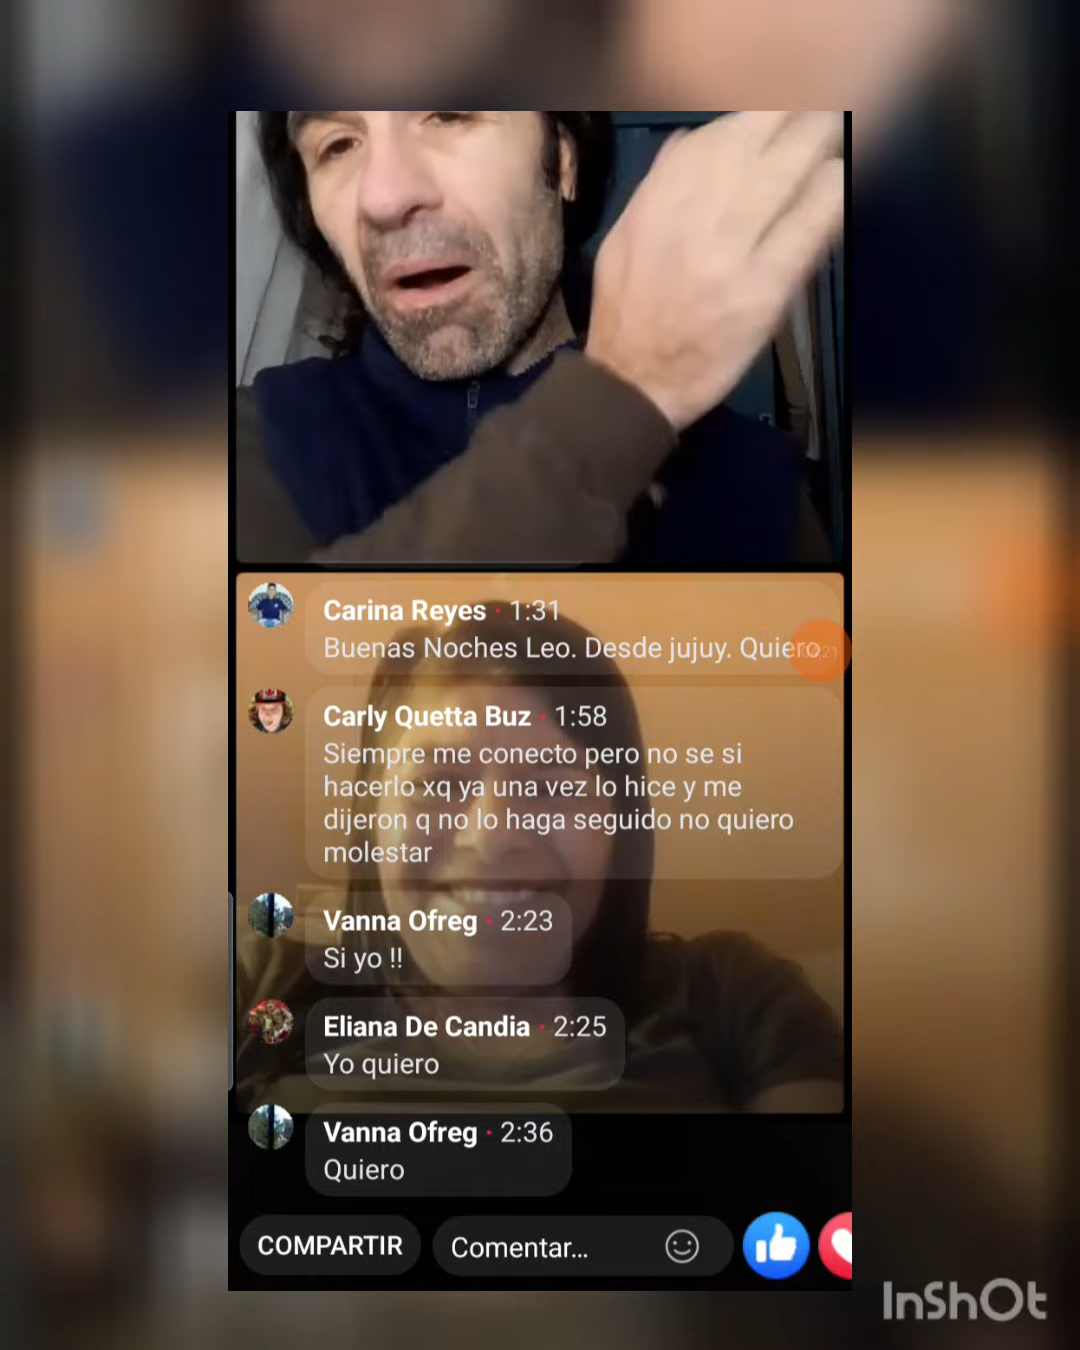 Carina Reyes · 1:31
Buenas Noches Leo. Desde jujuy. Quiero
Carly Quetta Buz · 1:58
Siempre me conecto pero no se si
hacerlo xq ya una vez lo hice y me
dijeron q no lo haga seguido no quiero
molestar
Vanna Ofreg · 2:23
Si yo !!
Eliana De Candia · 2:25
Yo quiero
Vanna Ofreg · 2:36
Quiero
COMPARTIR
Comentar...
InShOt